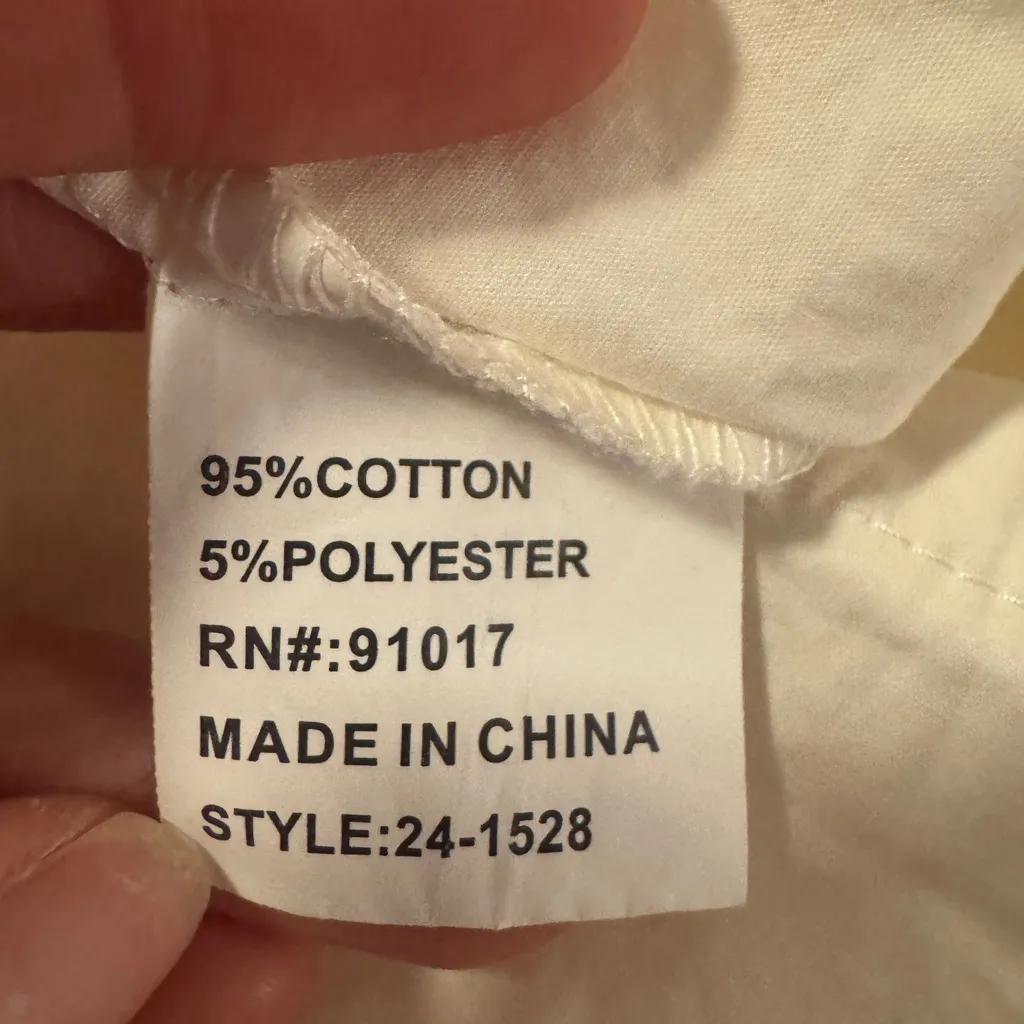 95%COTTON
5%POLYESTER
RN#:91017
MADE IN CHINA
STYLE:24-1528